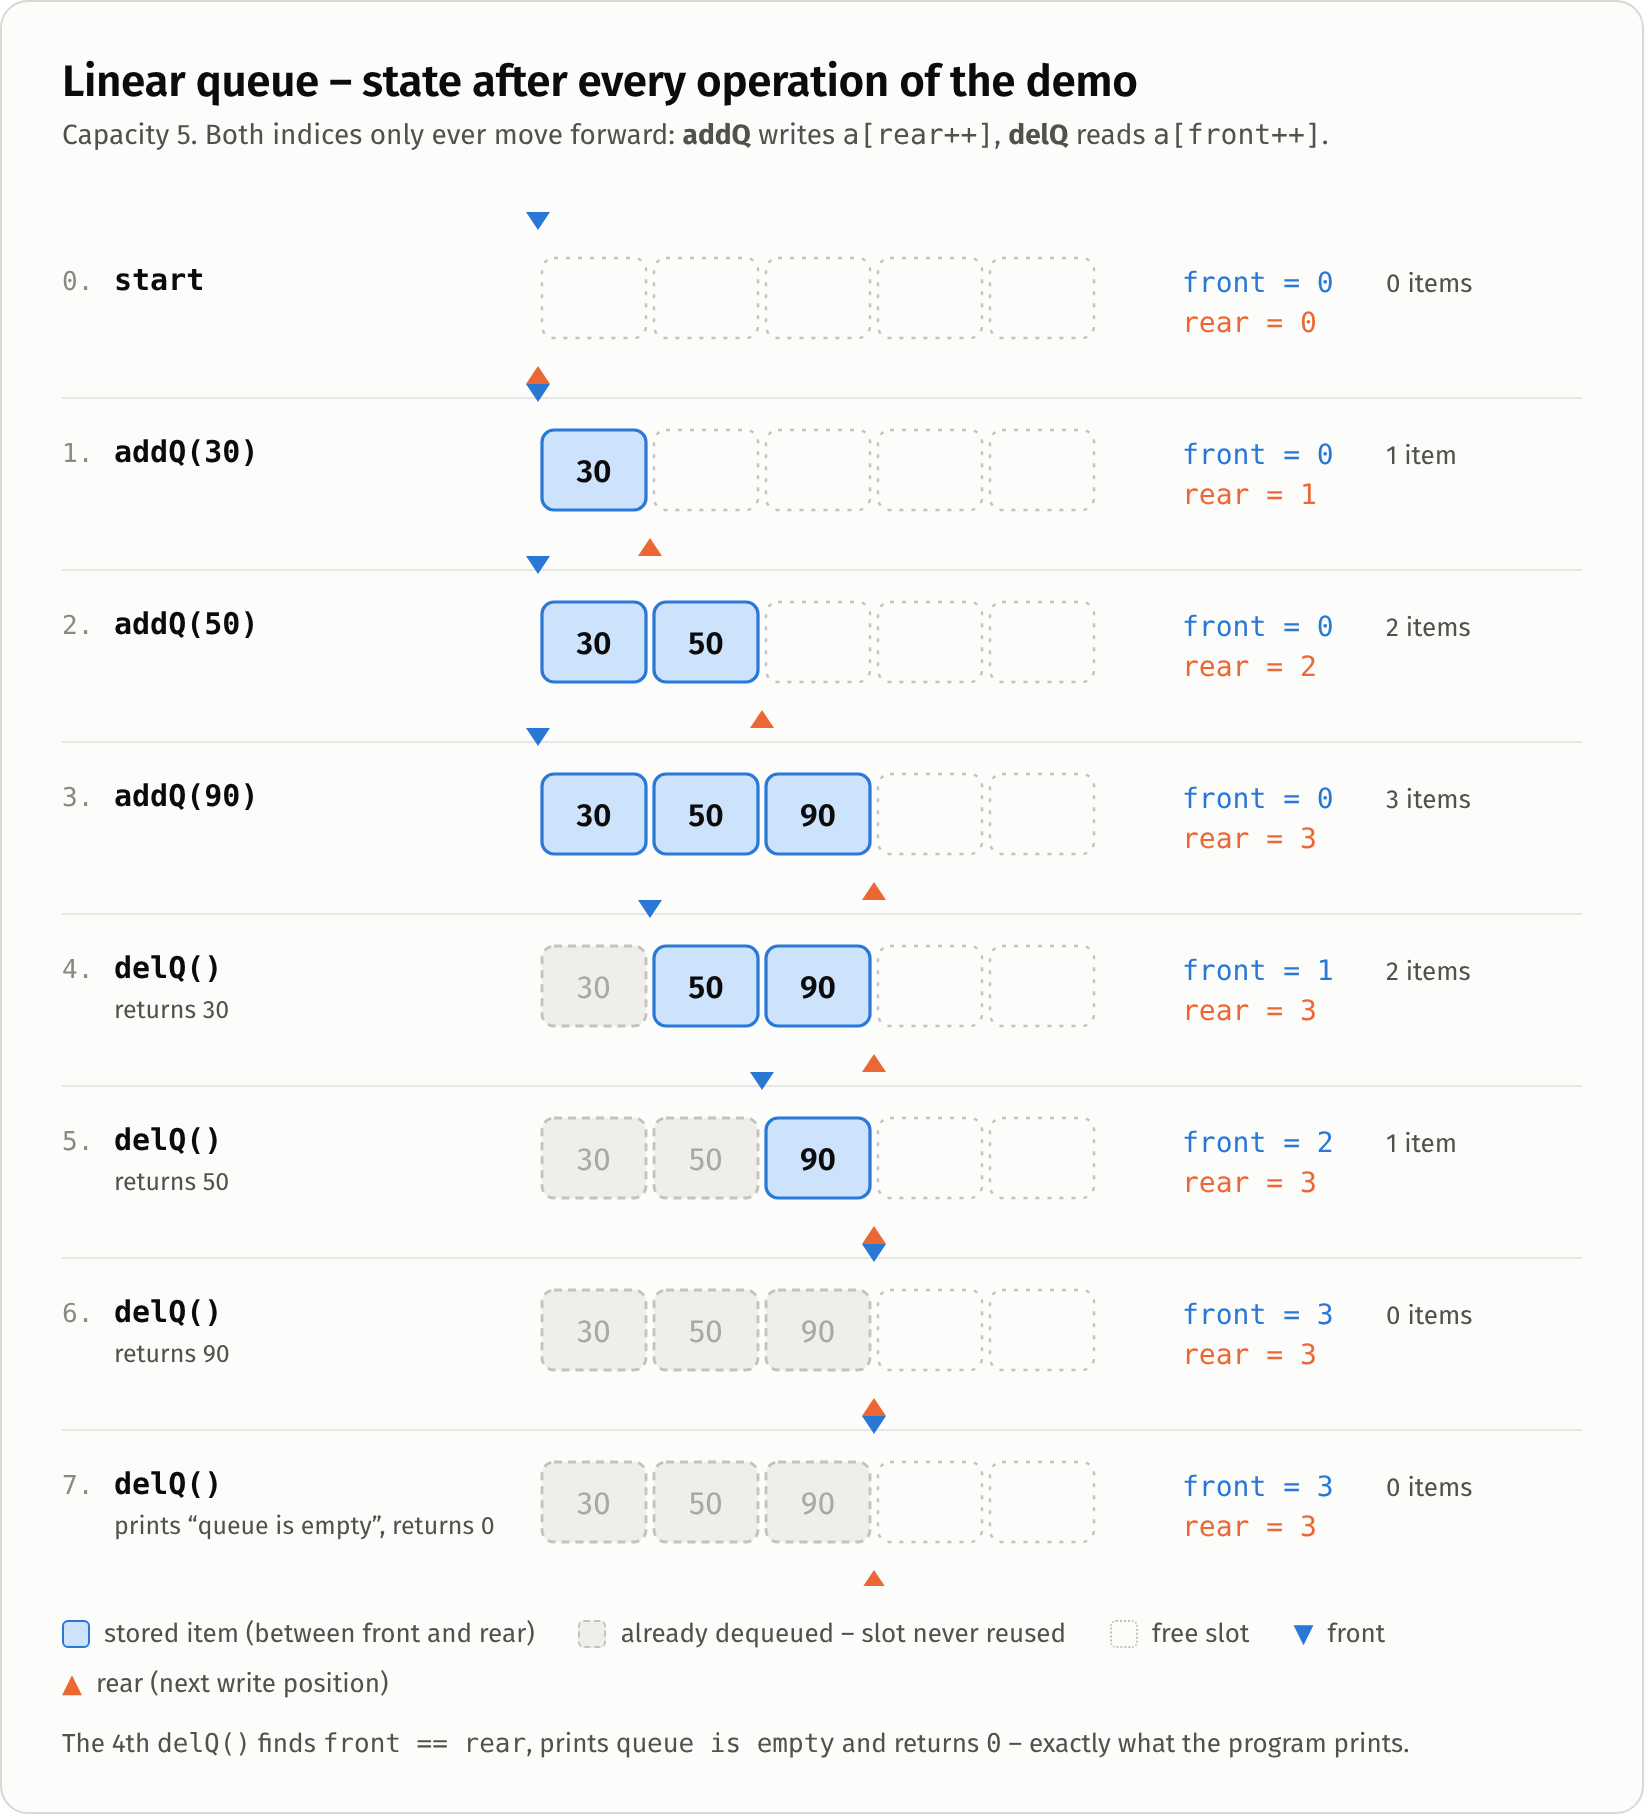 Linear queue – state after every operation of the demo
Capacity 5. Both indices only ever move forward: addQ writes a[rear++], delQ reads a[front++].
0. start front = 0 0 items
rear = 0
1. addQ(30) 30 front = 0 1 item
rear = 1
2. addQ(50) 30 50 front = 0 2 items
rear = 2
3. addQ(90) 30 50 90 front = 0 3 items
rear = 3
4. delQ() 30 50 90 front = 1 2 items
returns 30 rear = 3
5. delQ() 30 50 90 front = 2 1 item
returns 50 rear = 3
6. delQ() 30 50 90 front = 3 0 items
returns 90 rear = 3
7. delQ() 30 50 90 front = 3 0 items
prints “queue is empty”, returns 0 rear = 3
stored item (between front and rear) already dequeued – slot never reused free slot front
rear (next write position)
The 4th delQ() finds front == rear, prints queue is empty and returns 0 – exactly what the program prints.